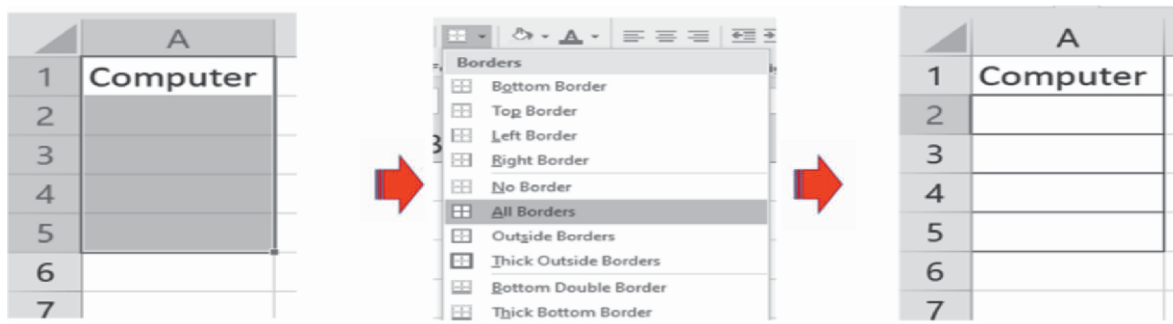 A
1 Computer
2
3
4
5
6
7
A
Borders
Bottom Border
Top Border
Left Border
Right Border
No Border
All Borders
Outside Borders
Thick Outside Borders
Bottom Double Border
Thick Bottom Border
A
1 Computer
2
3
4
5
6
7